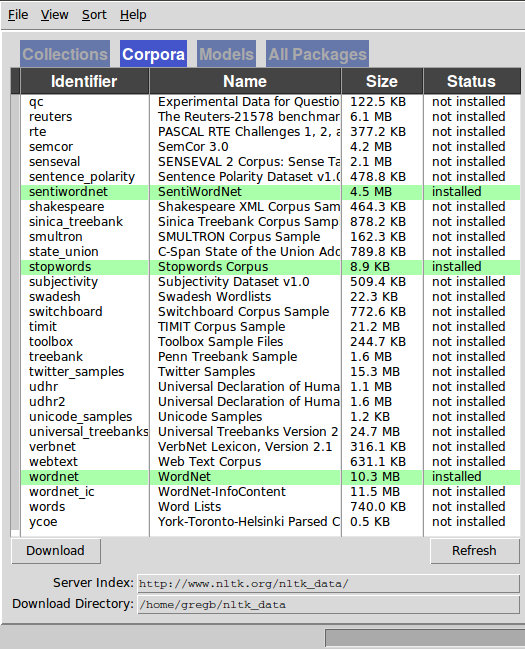 File View Sort Help
Collections Corpora Models All Packages
Identifier Name Size Status
qc Experimental Data for Questio 122.5 KB not installed
reuters The Reuters-21578 benchmar 6.1 MB not installed
rte PASCAL RTE Challenges 1, 2, a 377.2 KB not installed
semcor SemCor 3.0 4.2 MB not installed
senseval SENSEVAL 2 Corpus: Sense Ta 2.1 MB not installed
sentence_polarity Sentence Polarity Dataset v1.0 478.8 KB not installed
sentiwordnet SentiWordNet 4.5 MB installed
shakespeare Shakespeare XML Corpus Sam 464.3 KB not installed
sinica_treebank Sinica Treebank Corpus Samp 878.2 KB not installed
smultron SMULTRON Corpus Sample 162.3 KB not installed
state_union C-Span State of the Union Add 789.8 KB not installed
stopwords Stopwords Corpus 8.9 KB installed
subjectivity Subjectivity Dataset v1.0 509.4 KB not installed
swadesh Swadesh Wordlists 22.3 KB not installed
switchboard Switchboard Corpus Sample 772.6 KB not installed
timit TIMIT Corpus Sample 21.2 MB not installed
toolbox Toolbox Sample Files 244.7 KB not installed
treebank Penn Treebank Sample 1.6 MB not installed
twitter_samples Twitter Samples 15.3 MB not installed
udhr Universal Declaration of Huma 1.1 MB not installed
udhr2 Universal Declaration of Huma 1.6 MB not installed
unicode_samples Unicode Samples 1.2 KB not installed
universal_treebanks Universal Treebanks Version 2 24.7 MB not installed
verbnet VerbNet Lexicon, Version 2.1 316.1 KB not installed
webtext Web Text Corpus 631.1 KB not installed
wordnet WordNet 10.3 MB installed
wordnet_ic WordNet-InfoContent 11.5 MB not installed
words Word Lists 740.0 KB not installed
ycoe York-Toronto-Helsinki Parsed C 0.5 KB not installed
Download Refresh
Server Index: http://www.nltk.org/nltk_data/
Download Directory: /home/gregb/nltk_data